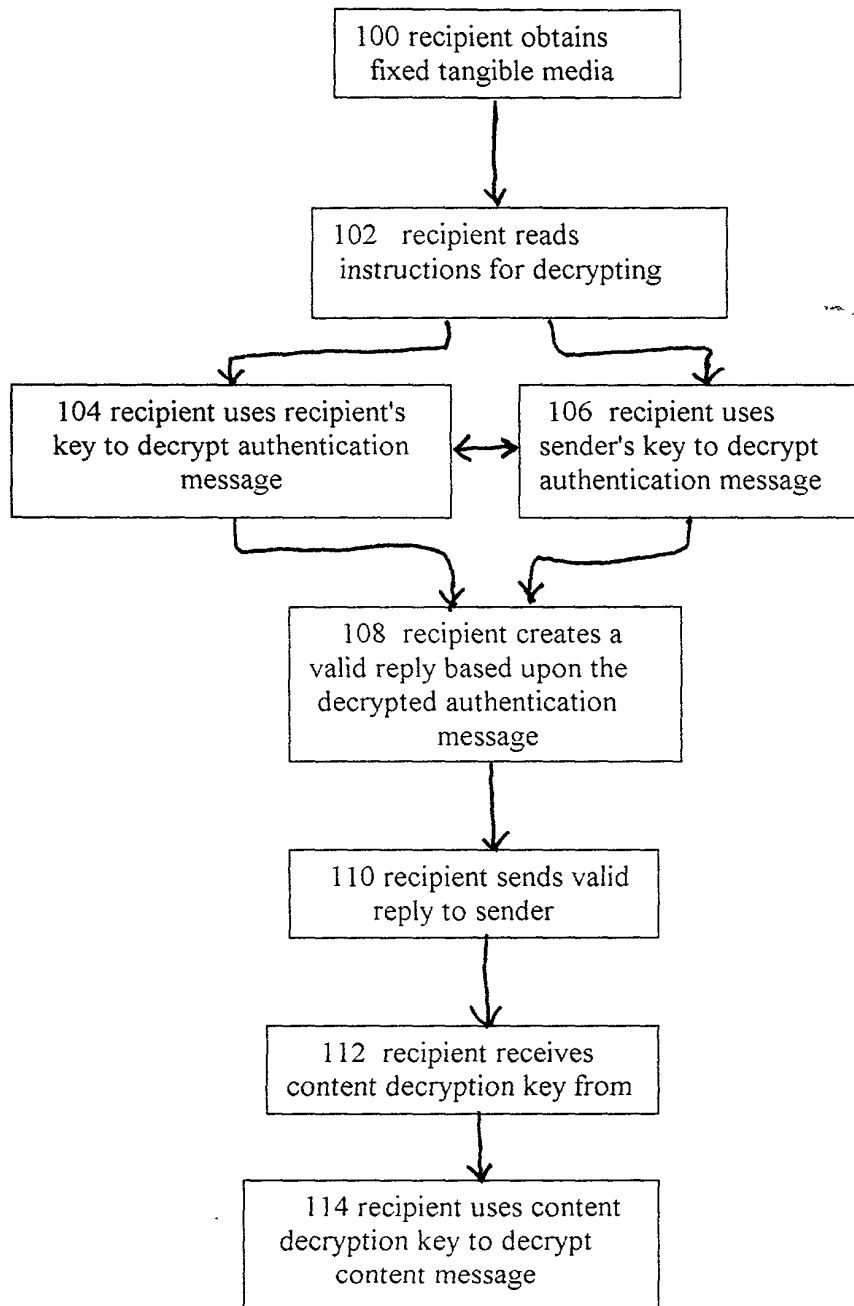 100 recipient obtains
fixed tangible media
102 recipient reads
instructions for decrypting
104 recipient uses recipient's
key to decrypt authentication
message
106 recipient uses
sender's key to decrypt
authentication message
108 recipient creates a
valid reply based upon the
decrypted authentication
message
110 recipient sends valid
reply to sender
112 recipient receives
content decryption key from
114 recipient uses content
decryption key to decrypt
content message